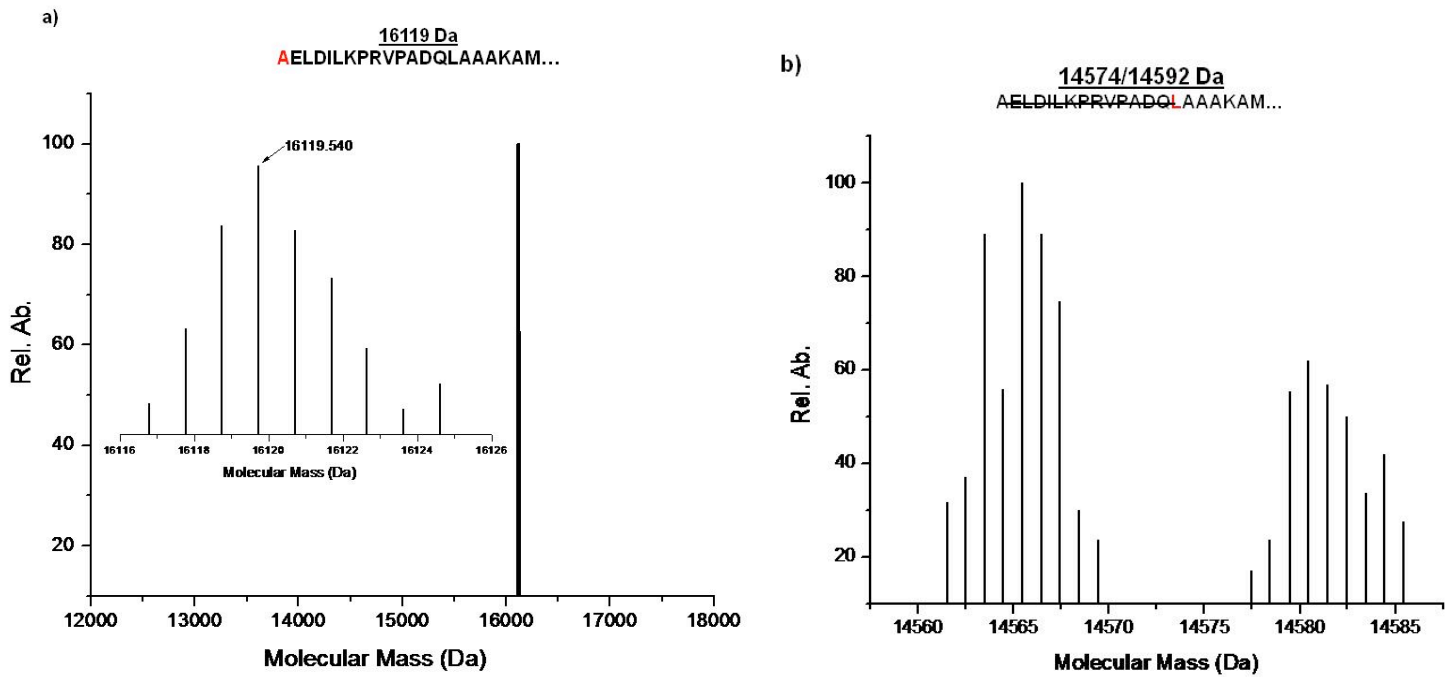 a)
16119 Da
AELDILKPRVPADQLAAAKAM...
100
80
60
40
20
Rel. Ab.
16119.540
16116 16118 16120 16122 16124 16126
Molecular Mass (Da)
12000 13000 14000 15000 16000 17000 18000
Molecular Mass (Da)
b)
14574/14592 Da
AELDILKPRVPADQLAAAKAM...
100
80
60
40
20
Rel. Ab.
14560 14565 14570 14575 14580 14585
Molecular Mass (Da)